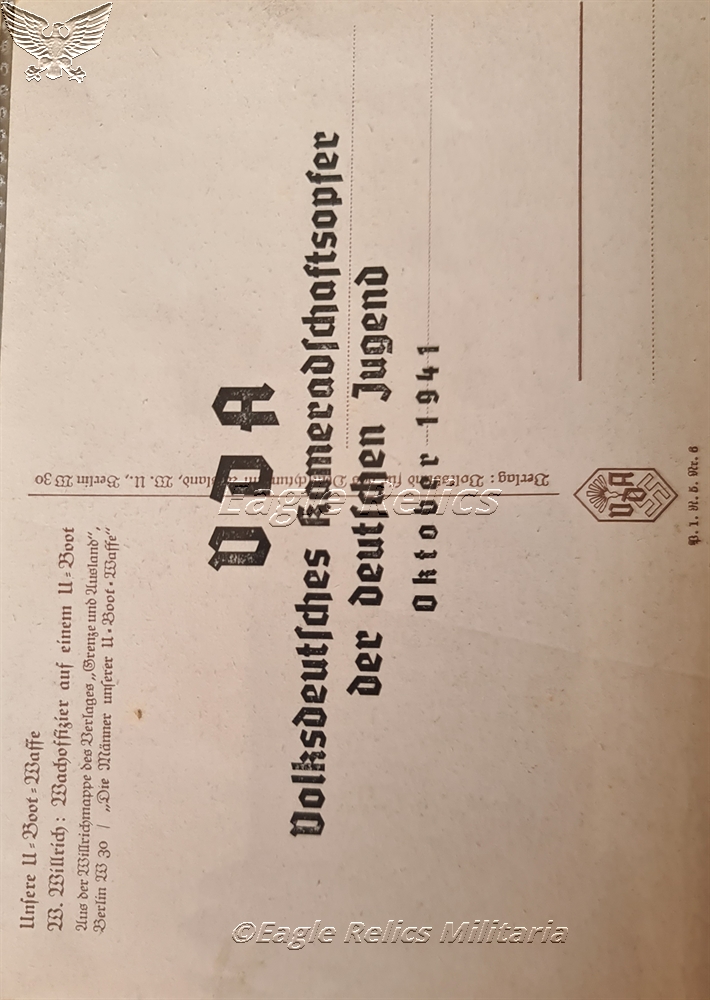 Unsere U=Boot=Waffe
W. Willrich: Wachoffizier auf einem U=Boot
Aus der Willrichmappe des Verlages „Grenze und Ausland“,
Berlin W 30 / „Die Männer unserer U=Boot=Waffe“
VDA
Volksdeutsches Kameradschaftsopfer
der deutschen Jugend
Oktober 1941
Verlag: Volksbund für das Deutschtum im Ausland, W. U., Berlin W 30
VDA
P. 1. R. 5. Nr. 6
Eagle Relics
©Eagle Relics Militaria